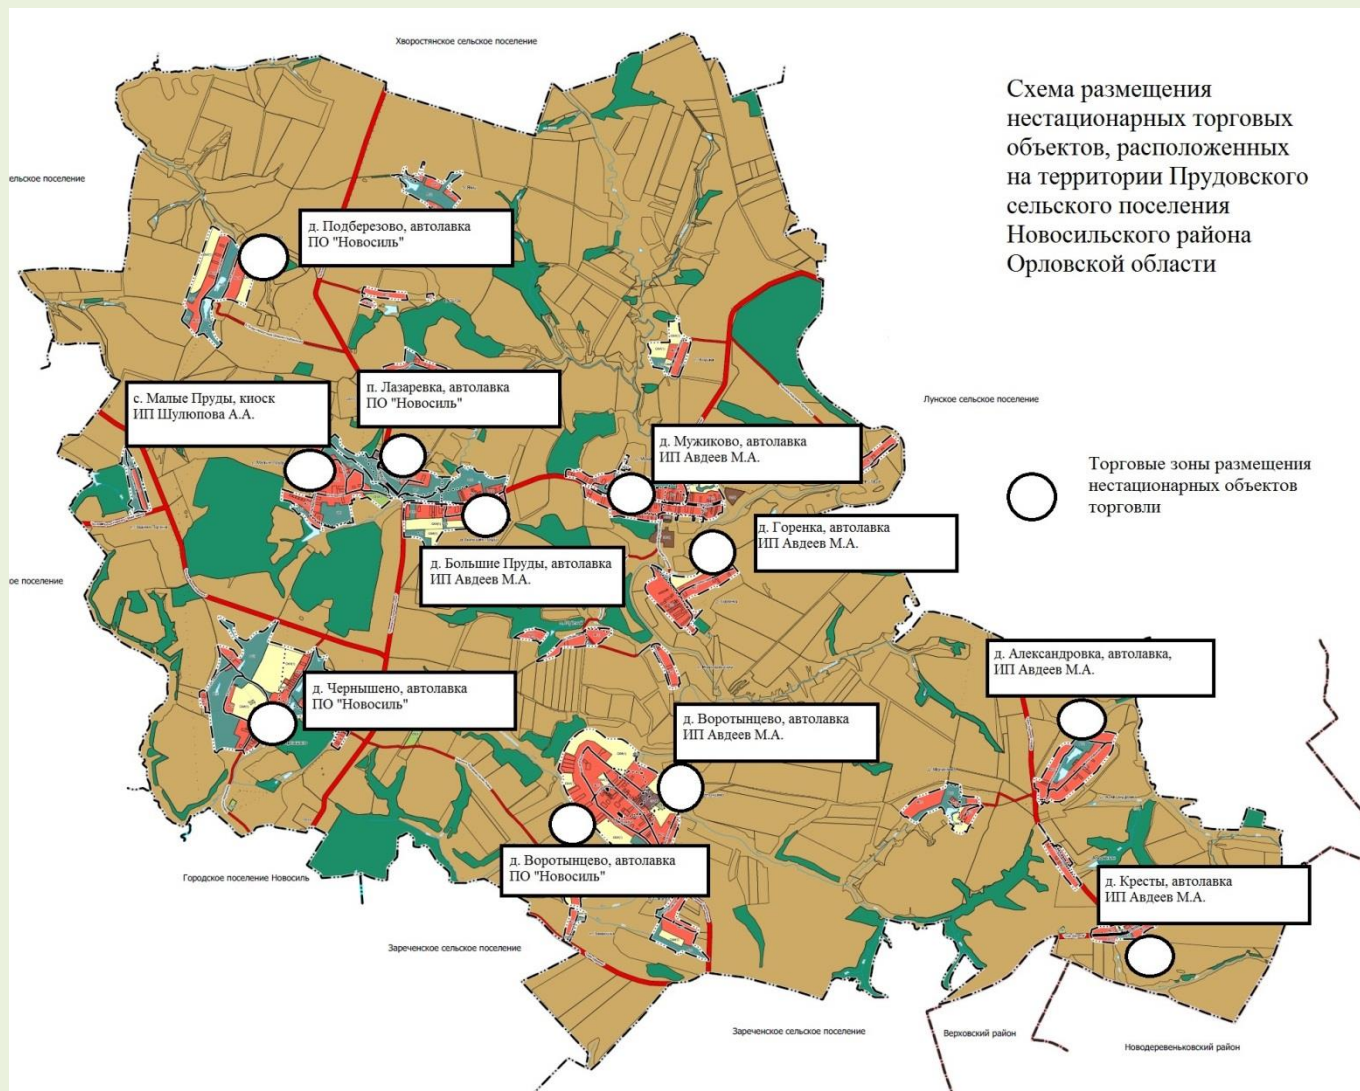 Хворостянское сельское поселение
Схема размещения
нестационарных торговых
объектов, расположенных
на территории Прудовского
сельского поселения
Новосильского района
Орловской области
ельское поселение
д. Подберезово, автолавка
ПО "Новосиль"
п. Лазаревка, автолавка
ПО "Новосиль"
с. Малые Пруды, киоск
ИП Шулюпова А.А.
Лунское сельское поселение
д. Мужиково, автолавка
ИП Авдеев М.А.
Торговые зоны размещения
нестационарных объектов
торговли
д. Горенка, автолавка
ИП Авдеев М.А.
д. Большие Пруды, автолавка
ИП Авдеев М.А.
ое поселение
д. Александровка, автолавка,
ИП Авдеев М.А.
д. Чернышено, автолавка
ПО "Новосиль"
д. Воротынцево, автолавка
ИП Авдеев М.А.
д. Воротынцево, автолавка
ПО "Новосиль"
Городское поселение Новосиль
д. Кресты, автолавка
ИП Авдеев М.А.
Зареченское сельское поселение
Зареченское сельское поселение
Верховский район
Новодеревеньковский район